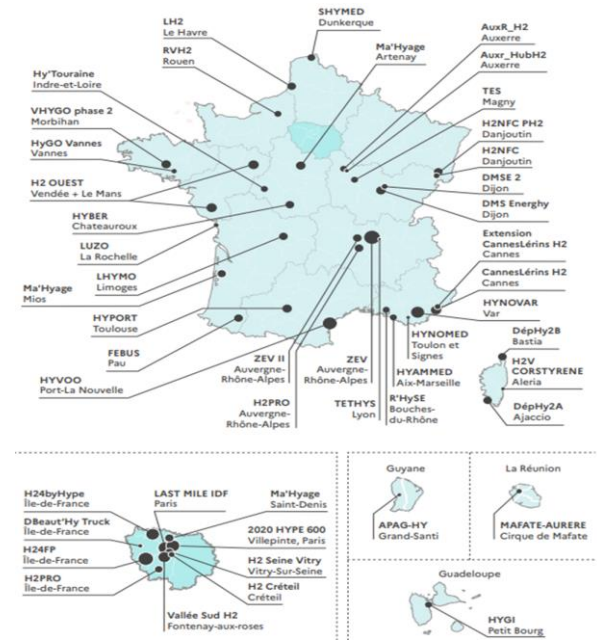 SHYMED
Dunkerque
LH2
Le Havre
RVH2
Rouen
Ma'Hyage
Artenay
AuxR_H2
Auxerre
Auxr_HubH2
Auxerre
Hy'Touraine
Indre-et-Loire
TES
Magny
VHYGO phase 2
Morbihan
H2NFC PH2
Danjoutin
HyGO Vannes
Vannes
H2NFC
Danjoutin
H2 OUEST
Vendée + Le Mans
DMSE 2
Dijon
DMS Energhy
Dijon
HYBER
Chateauroux
Extension
CannesLérins H2
Cannes
LUZO
La Rochelle
CannesLérins H2
Cannes
LHYMO
Limoges
Ma'Hyage
Mios
HYNOVAR
Var
HYPORT
Toulouse
HYNOMED
Toulon et
Signes
DépHy2B
Bastia
FEBUS
Pau
ZEV II
Auvergne-
Rhône-Alpes
ZEV
Auvergne-
Rhône-Alpes
HYAMMED
Aix-Marseille
H2V
CORSTYRENE
Aleria
HYVOO
Port-La Nouvelle
H2PRO
Auvergne-
Rhône-Alpes
TETHYS
Lyon
R'HySE
Bouches-
du-Rhône
DépHy2A
Ajaccio
H24byHype
Île-de-France
LAST MILE IDF
Paris
Ma'Hyage
Saint-Denis
DBeaut'Hy Truck
Île-de-France
2020 HYPE 600
Villepinte, Paris
H24FP
Île-de-France
H2 Seine Vitry
Vitry-Sur-Seine
H2PRO
Île-de-France
H2 Créteil
Créteil
Vallée Sud H2
Fontenay-aux-roses
Guyane
APAG-HY
Grand-Santi
La Réunion
MAFATE-AURERE
Cirque de Mafate
Guadeloupe
HYGI
Petit Bourg